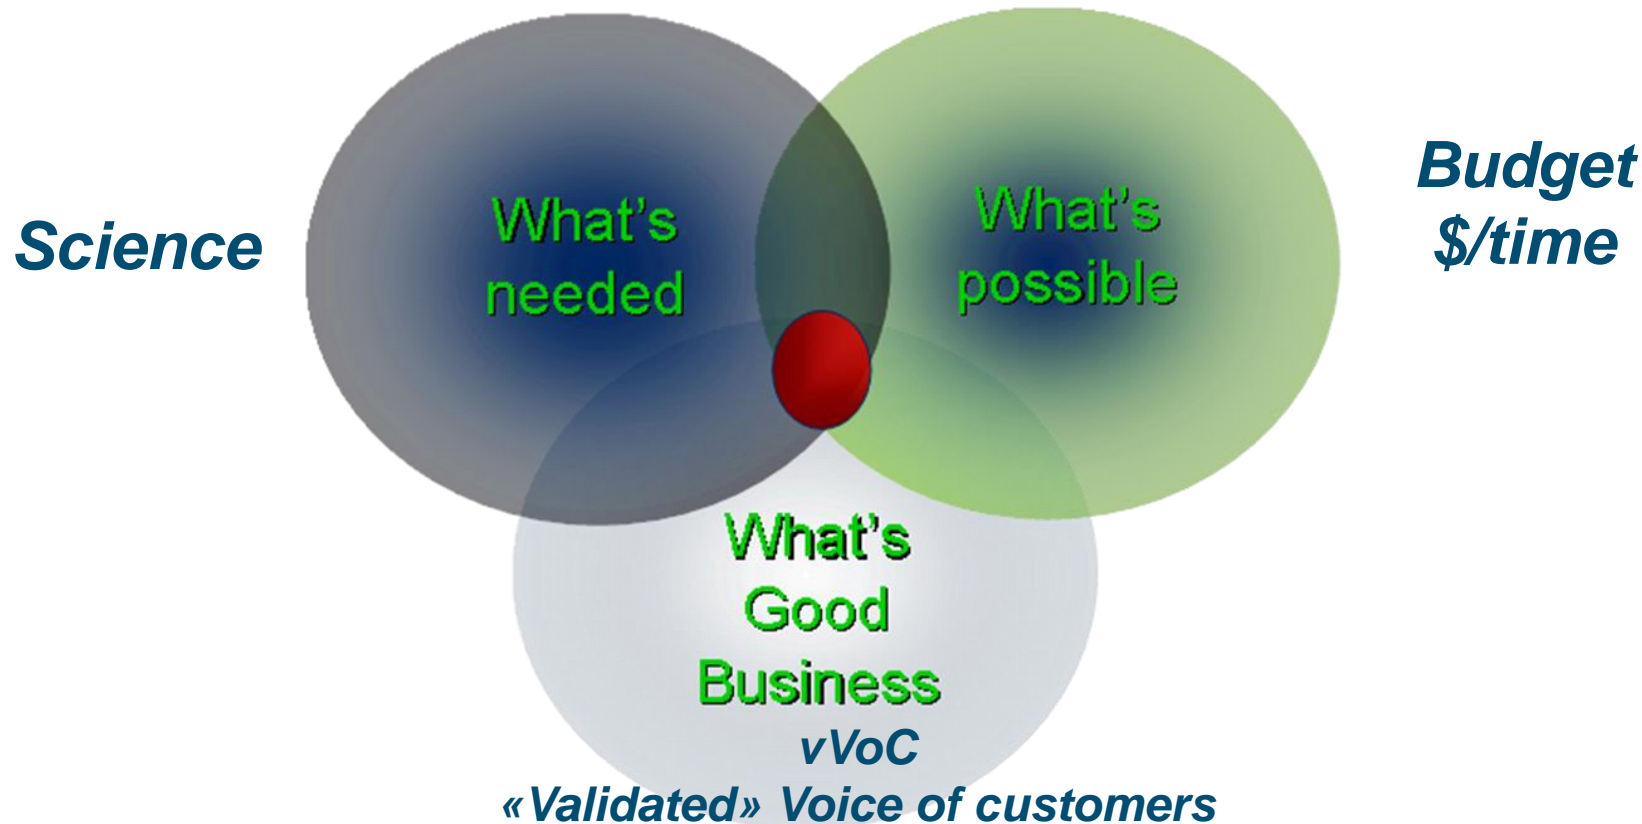 Science
What's
needed
What's
possible
Budget
$/time
What's
Good
Business
vVoC
«Validated» Voice of customers